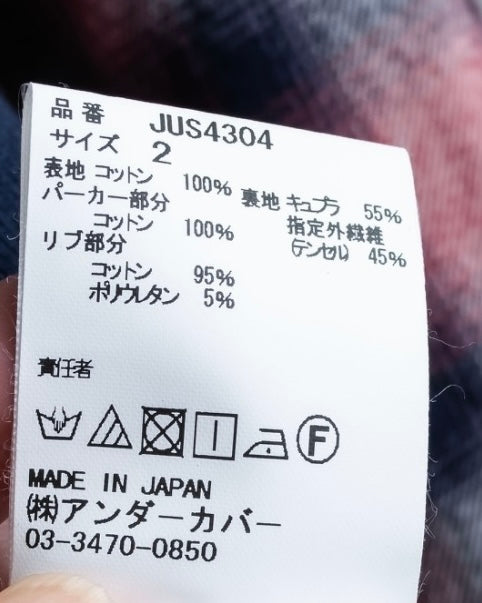 品番 JUS4304
サイズ 2
表地 コットン 100%
パーカー部分
コットン 100%
リブ部分
コットン 95%
ポリウレタン 5%
裏地 キュプラ 55%
指定外繊維
(テンセル) 45%
責任者
F
MADE IN JAPAN
(株)アンダーカバー
03-3470-0850